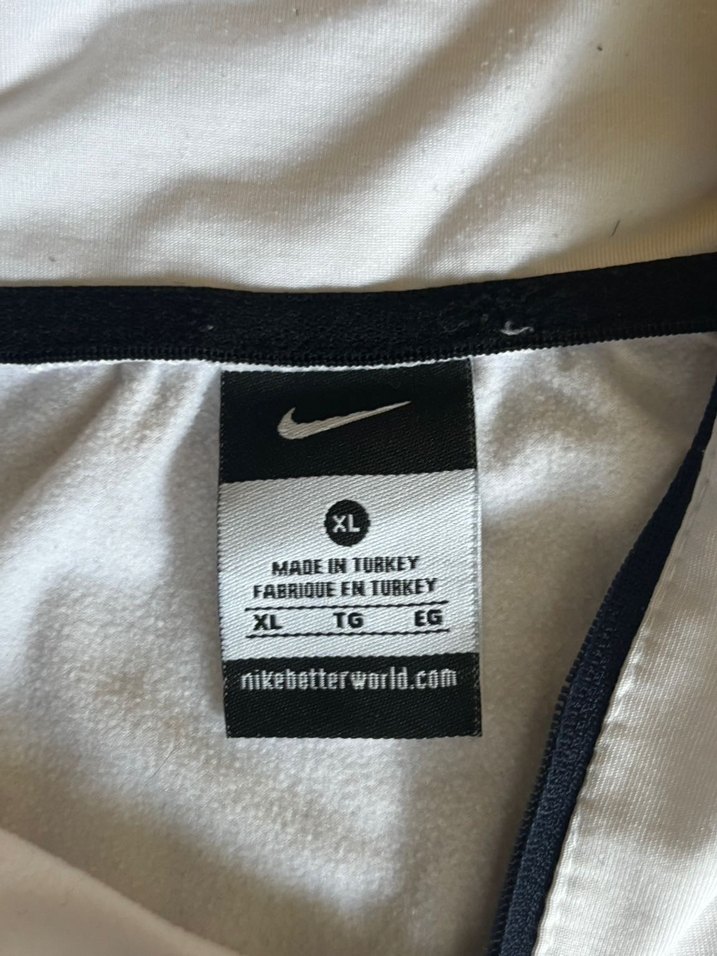 XL
MADE IN TURKEY
FABRIQUE EN TURKEY
XL TG EG
nikebetterworld.com